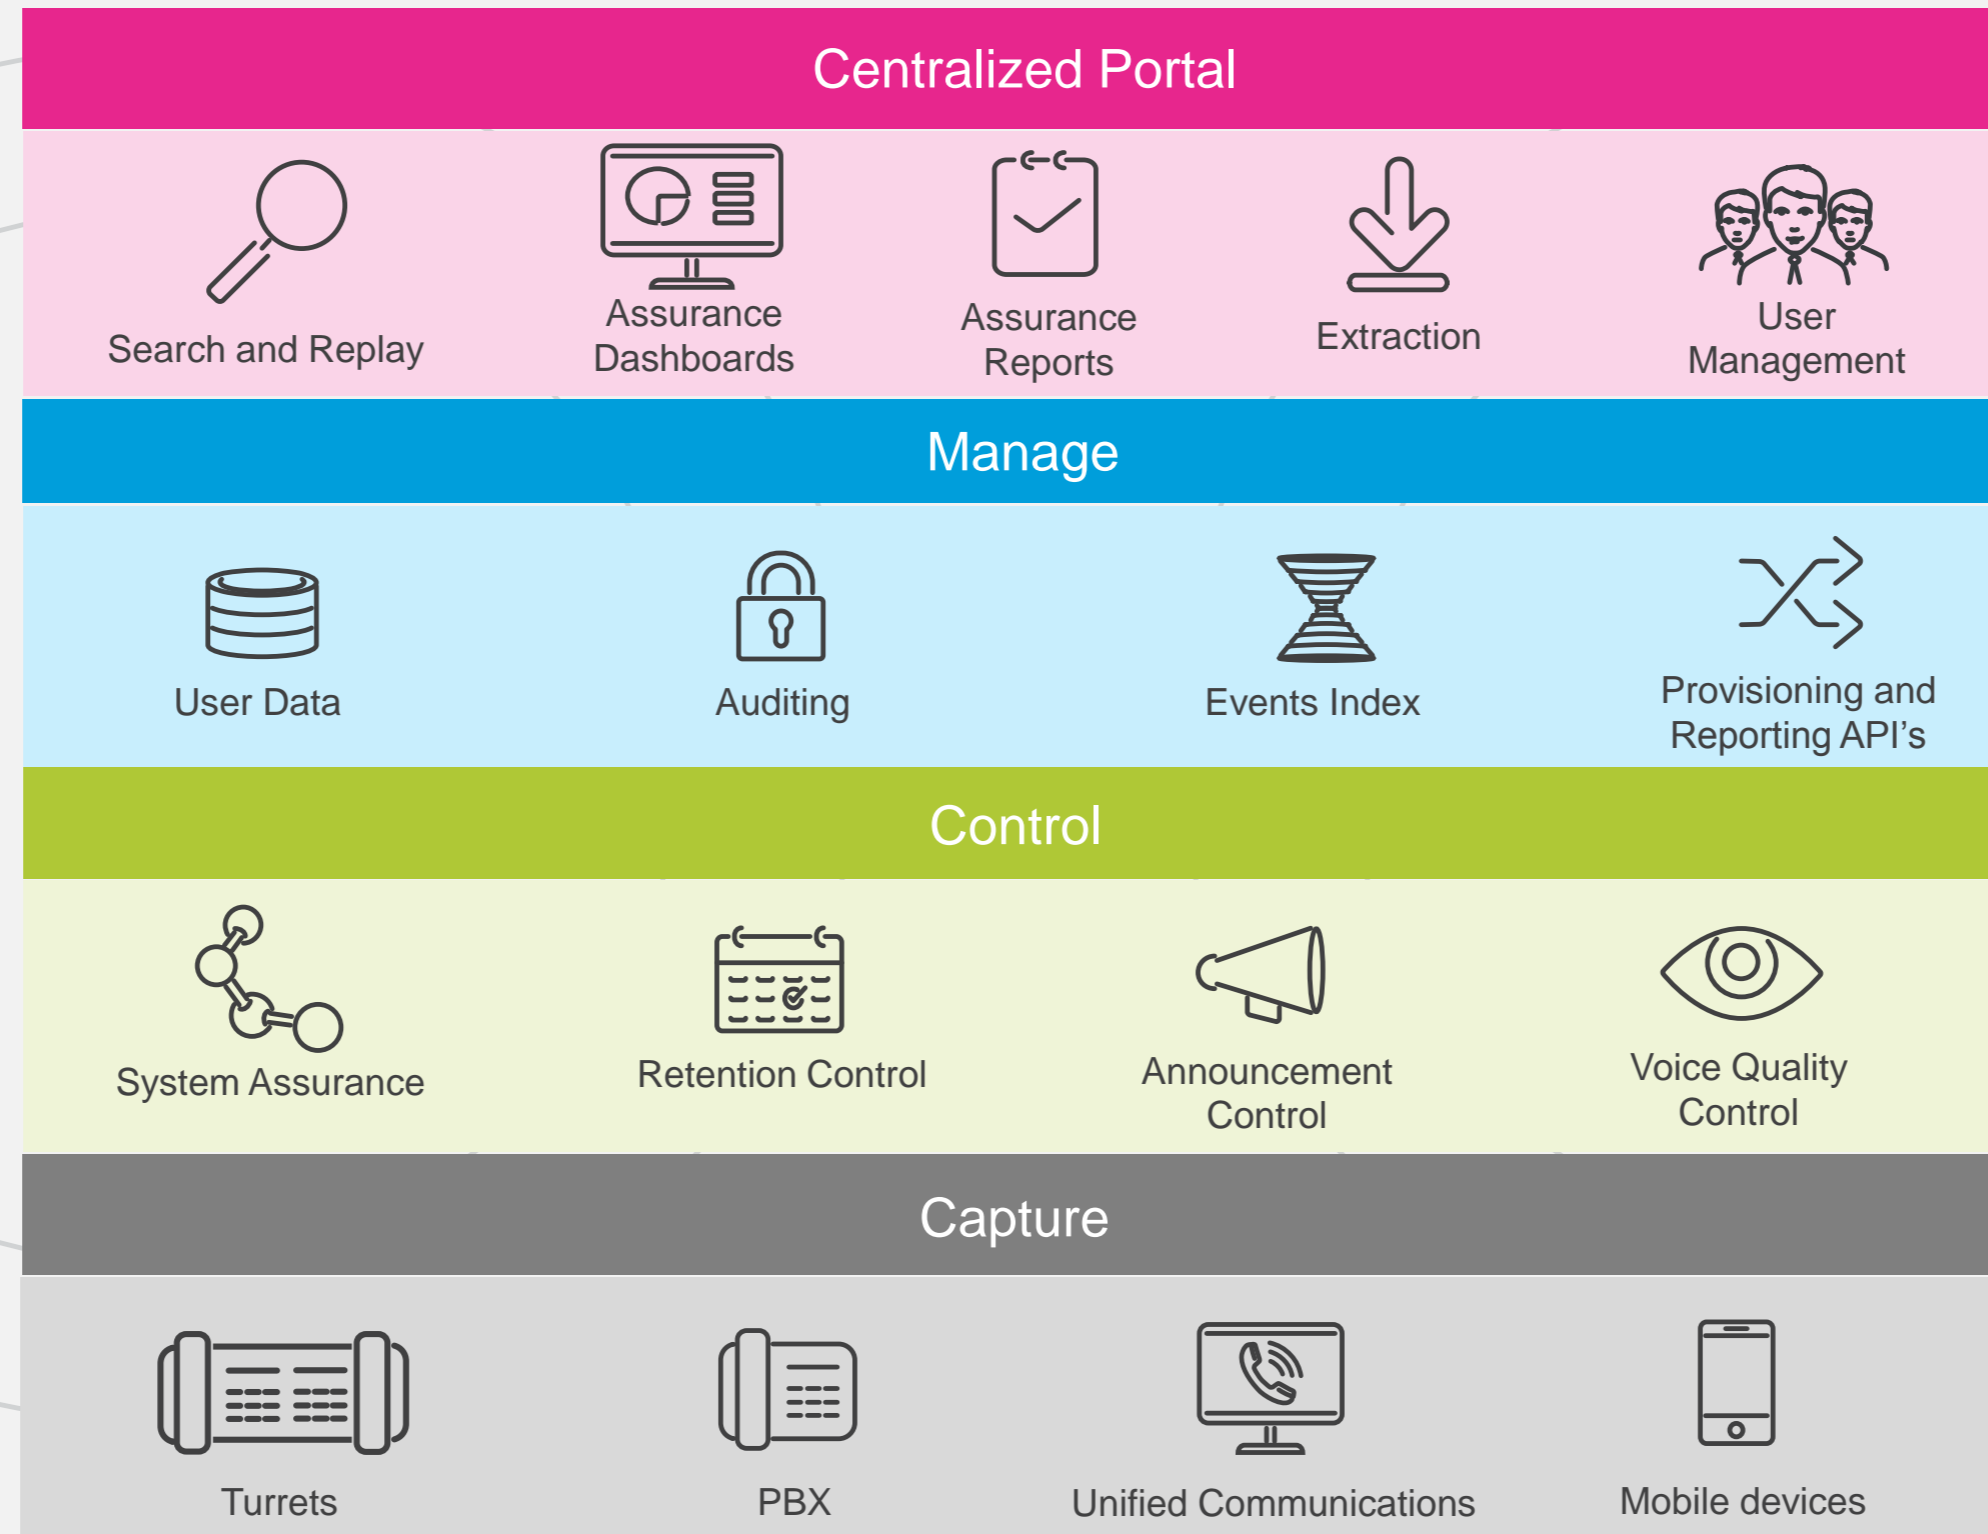 Centralized Portal
Search and Replay
Assurance
Dashboards
Assurance
Reports
Extraction
User
Management
Manage
User Data
Auditing
Events Index
Provisioning and
Reporting API’s
Control
System Assurance
Retention Control
Announcement
Control
Voice Quality
Control
Capture
Turrets
PBX
Unified Communications
Mobile devices